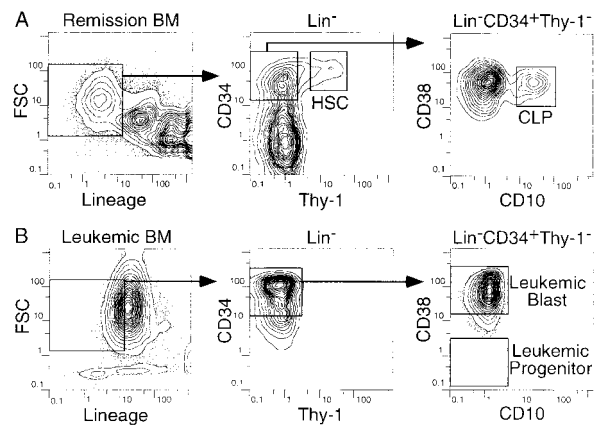 A
Remission BM
Lin⁻
Lin⁻CD34⁺Thy-1⁻
FSC
100
10
1
0.1
0.1 1 10 100
Lineage
CD34
100
10
1
0.1
HSC
0.1 1 10 100
Thy-1
CD38
100
10
1
0.1
CLP
0.1 1 10 100
CD10
B
Leukemic BM
Lin⁻
Lin⁻CD34⁺Thy-1⁻
FSC
100
10
1
0.1
0.1 1 10 100
Lineage
CD34
100
10
1
0.1
0.1 1 10 100
Thy-1
CD38
100
10
1
0.1
Leukemic
Blast
Leukemic
Progenitor
0.1 1 10 100
CD10